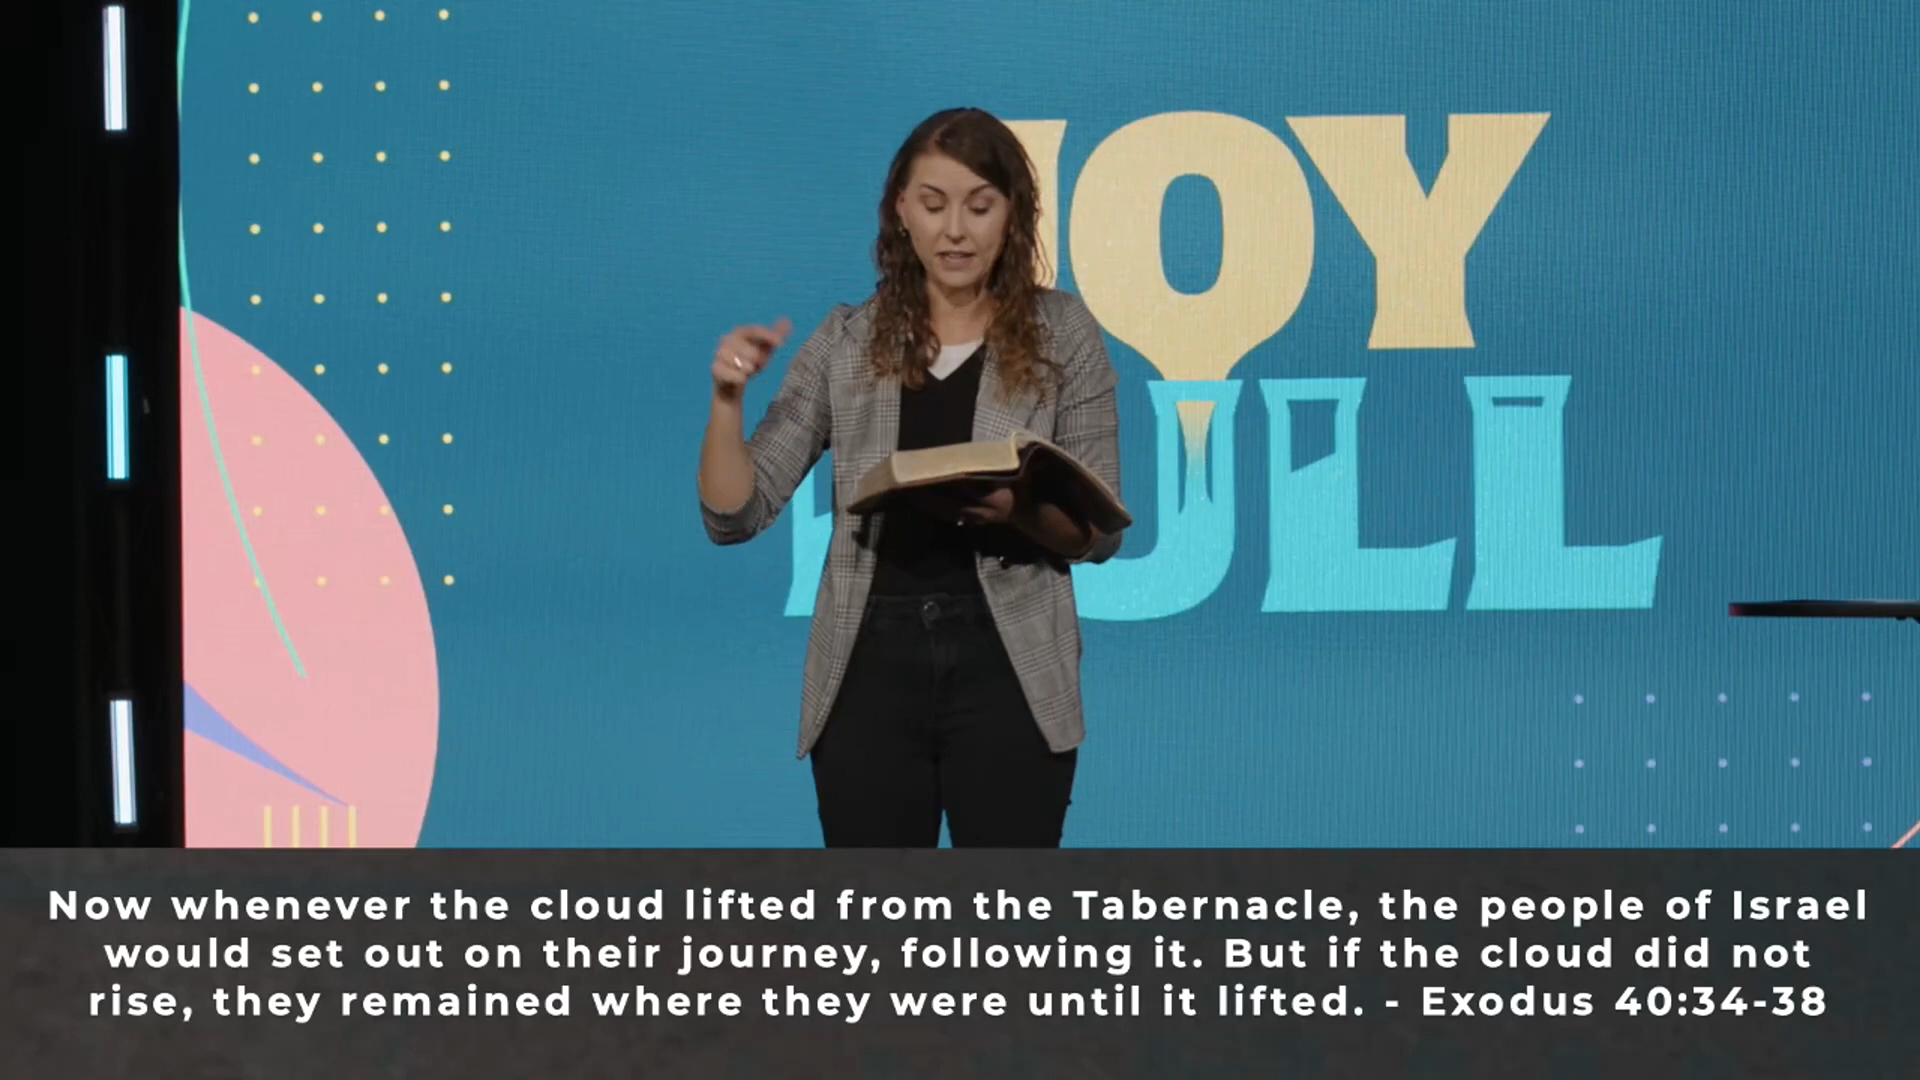 JOY
FULL
Now whenever the cloud lifted from the Tabernacle, the people of Israel
would set out on their journey, following it. But if the cloud did not
rise, they remained where they were until it lifted. - Exodus 40:34-38